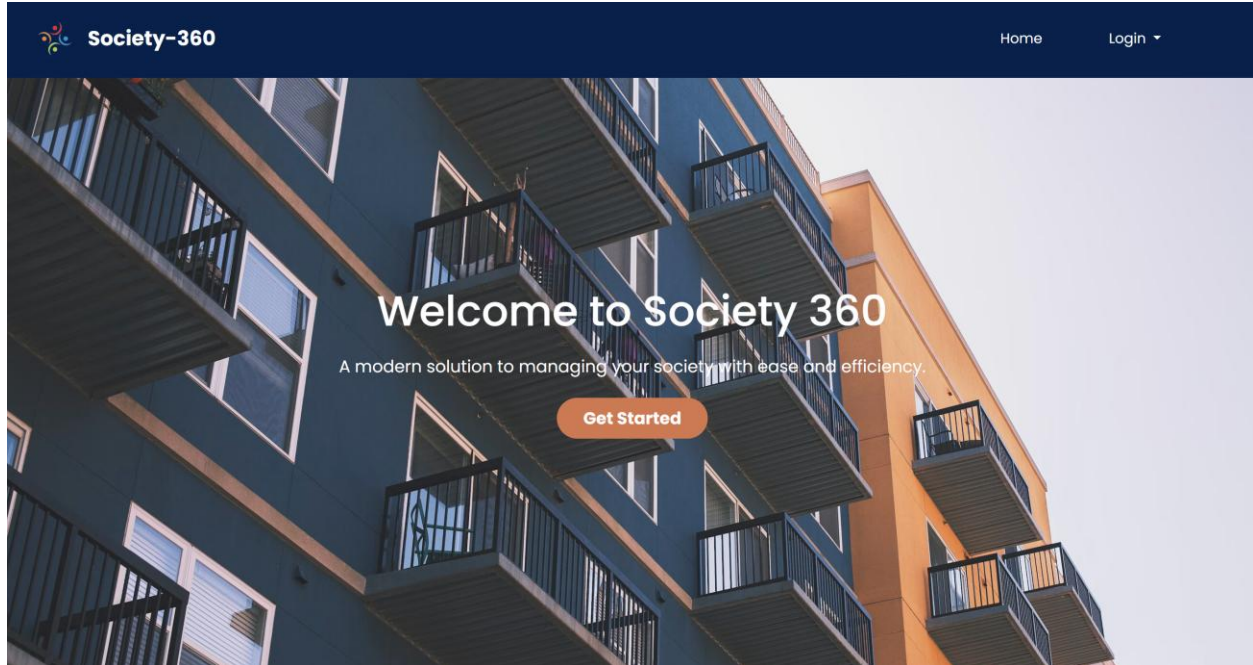 Society-360
Home
Login
Welcome to Society 360
A modern solution to managing your society with ease and efficiency.
Get Started